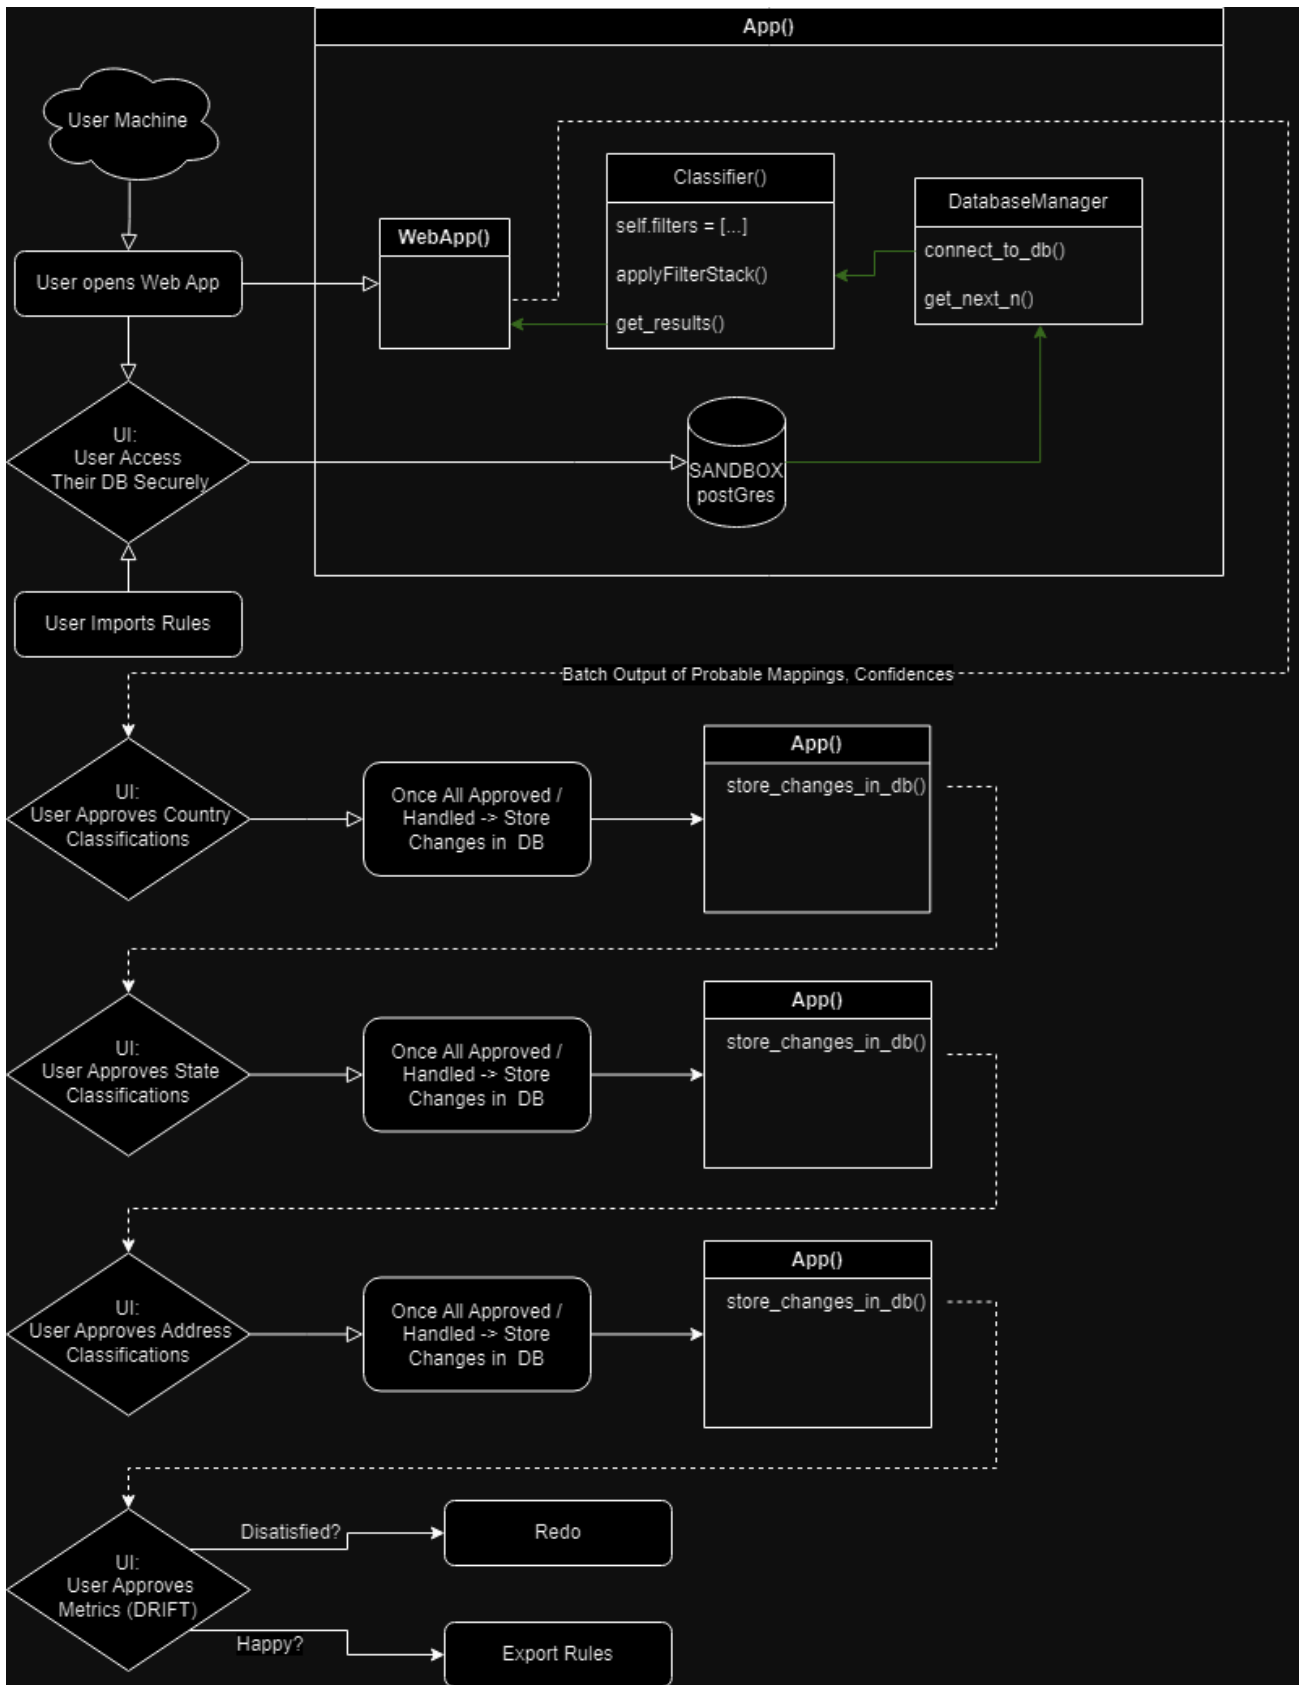 App()
User Machine
Classifier()
self.filters = [...]
applyFilterStack()
get_results()
DatabaseManager
connect_to_db()
get_next_n()
WebApp()
User opens Web App
UI:
User Access
Their DB Securely
SANDBOX
postGres
User Imports Rules
Batch Output of Probable Mappings, Confidences
UI:
User Approves Country
Classifications
Once All Approved /
Handled -> Store
Changes in DB
App()
store_changes_in_db()
UI:
User Approves State
Classifications
Once All Approved /
Handled -> Store
Changes in DB
App()
store_changes_in_db()
UI:
User Approves Address
Classifications
Once All Approved /
Handled -> Store
Changes in DB
App()
store_changes_in_db()
UI:
User Approves
Metrics (DRIFT)
Disatisfied?
Redo
Happy?
Export Rules